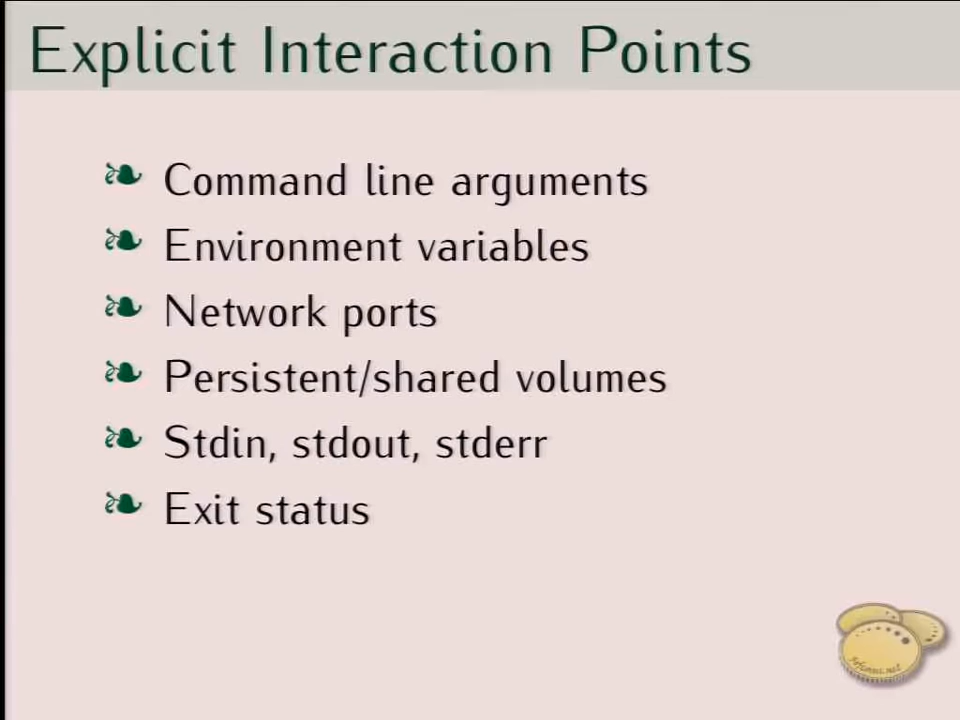 Explicit Interaction Points
Command line arguments
Environment variables
Network ports
Persistent/shared volumes
Stdin, stdout, stderr
Exit status